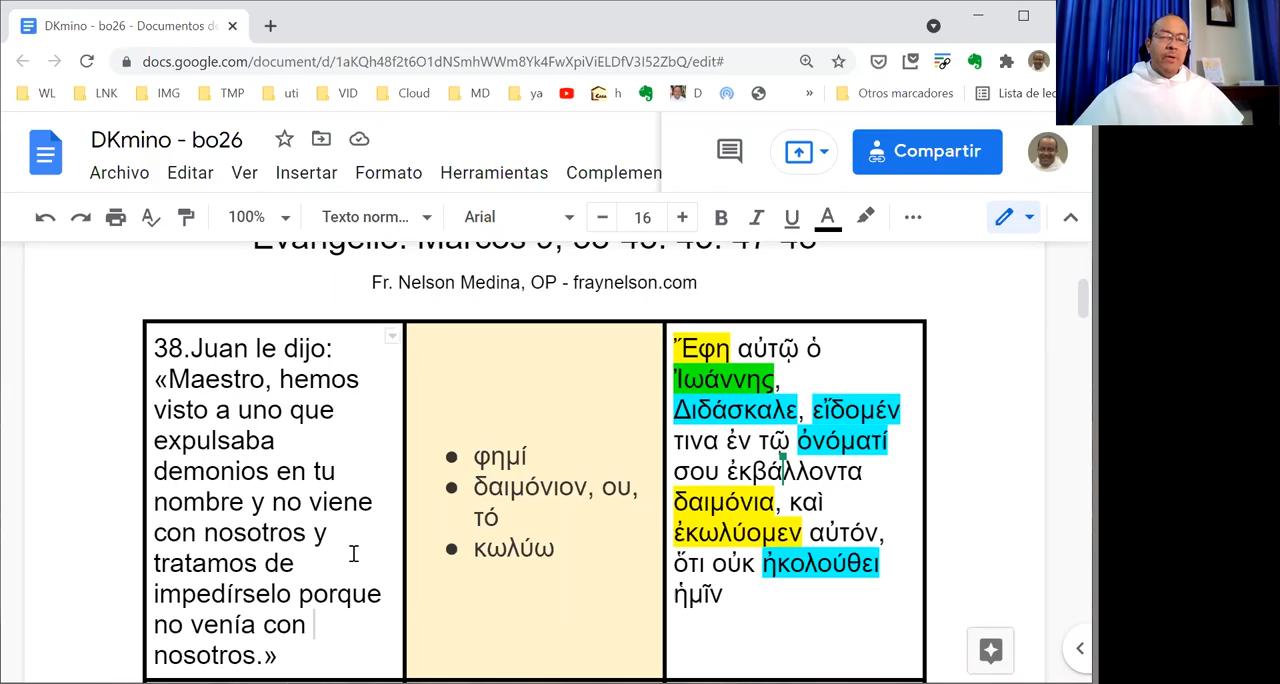 DKmino - bo26 - Documentos de
docs.google.com/document/d/1aKQh48f2t6O1dNSmhWWm8Yk4FwXpiViELDfV3I52ZbQ/edit#
WL LNK IMG TMP uti VID Cloud MD ya h D » Otros marcadores Lista de lec
DKmino - bo26
Compartir
Archivo Editar Ver Insertar Formato Herramientas Complemen
100% Texto norm... Arial 16 B I U A
Fr. Nelson Medina, OP - fraynelson.com
38.Juan le dijo:
«Maestro, hemos
visto a uno que
expulsaba
demonios en tu
nombre y no viene
con nosotros y
tratamos de
impedírselo porque
no venía con
nosotros.»
● φημί
● δαιμόνιον, ου,
τό
● κωλύω
Ἔφη αὐτῷ ὁ
Ἰωάννης,
Διδάσκαλε, εἴδομέν
τινα ἐν τῷ ὀνόματί
σου ἐκβάλλοντα
δαιμόνια, καὶ
ἐκωλύομεν αὐτόν,
ὅτι οὐκ ἠκολούθει
ἡμῖν